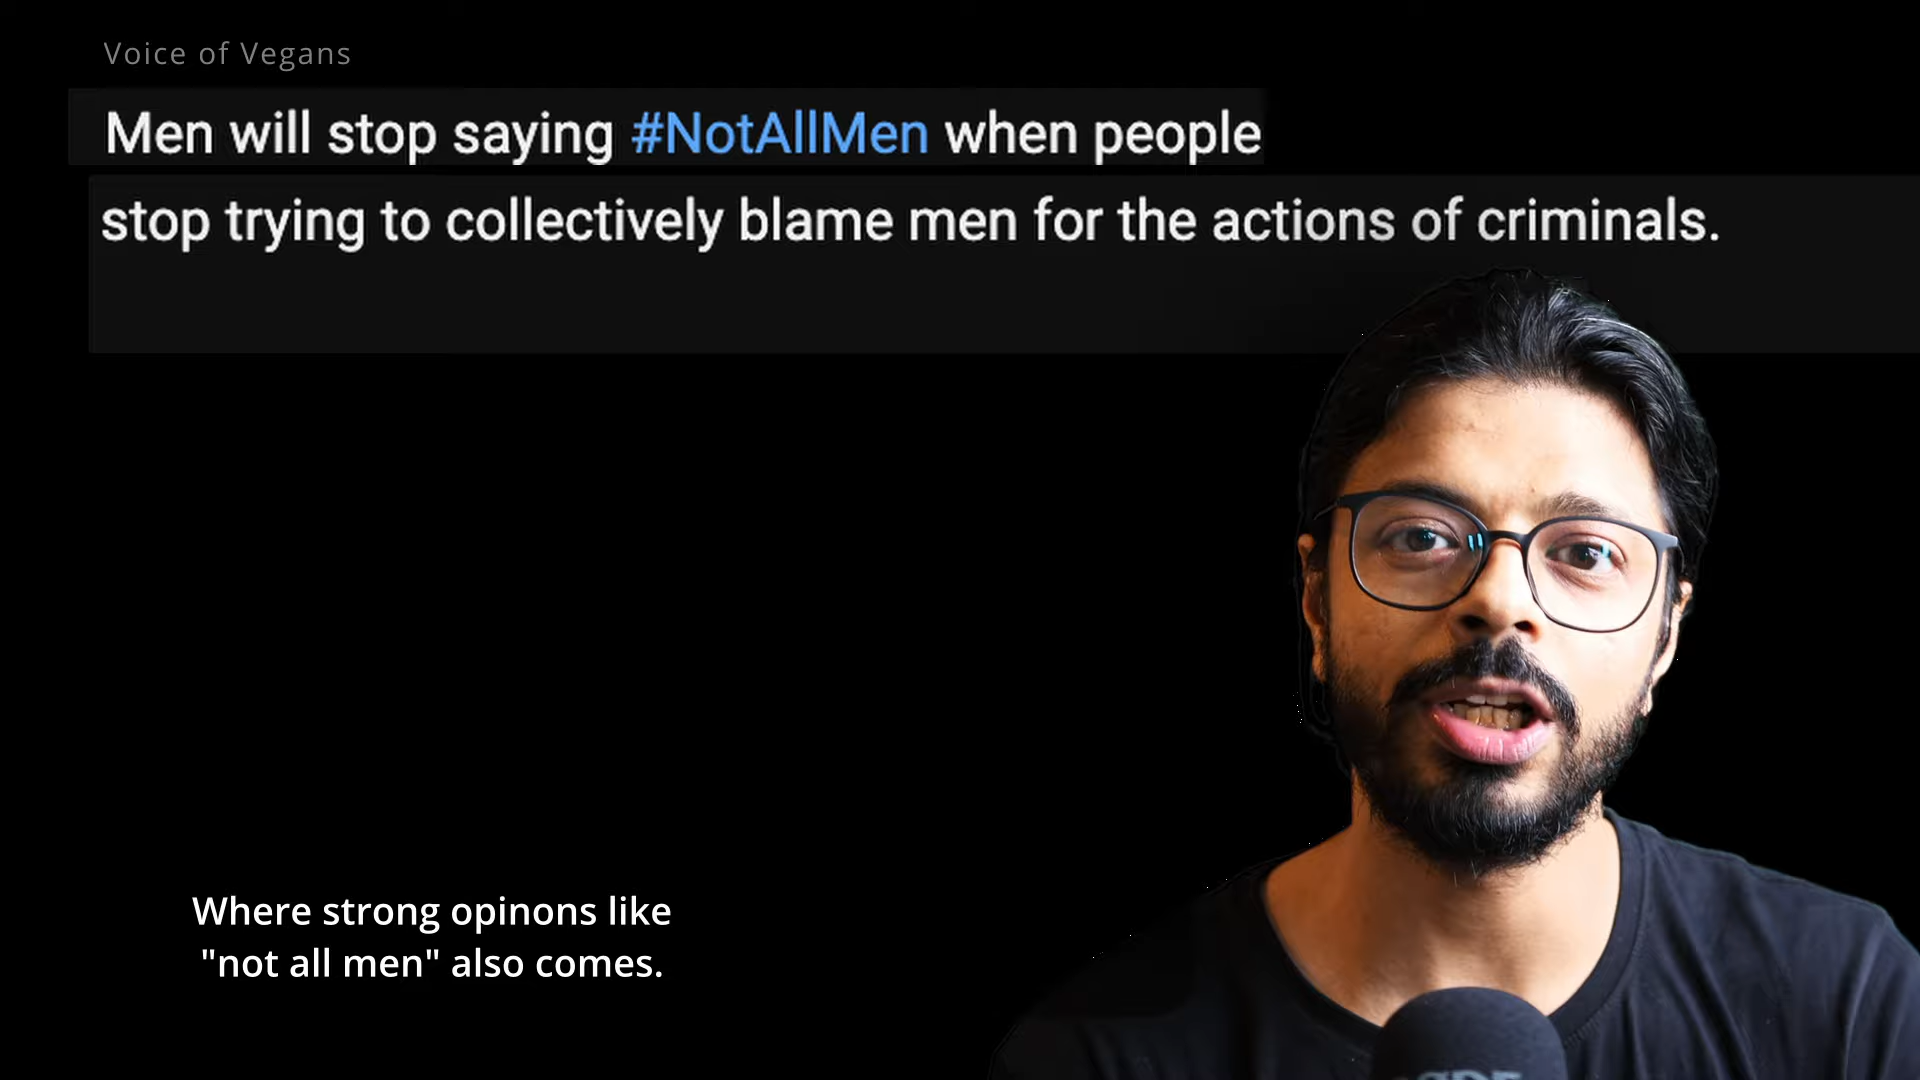 Voice of Vegans
Men will stop saying #NotAllMen when people
stop trying to collectively blame men for the actions of criminals.
Where strong opinons like
"not all men" also comes.